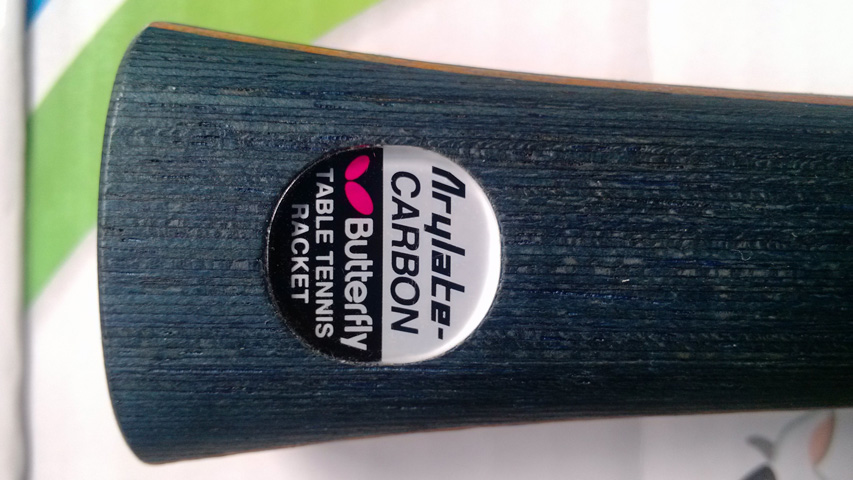 Arylate-
CARBON
Butterfly
TABLE TENNIS
RACKET